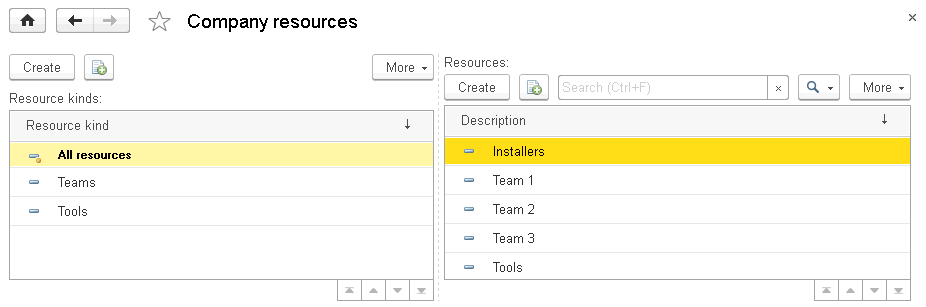 Company resources
Create
More
Resource kinds:
Resource kind
All resources
Teams
Tools
Resources:
Create
Search (Ctrl+F)
×
More
Description
Installers
Team 1
Team 2
Team 3
Tools